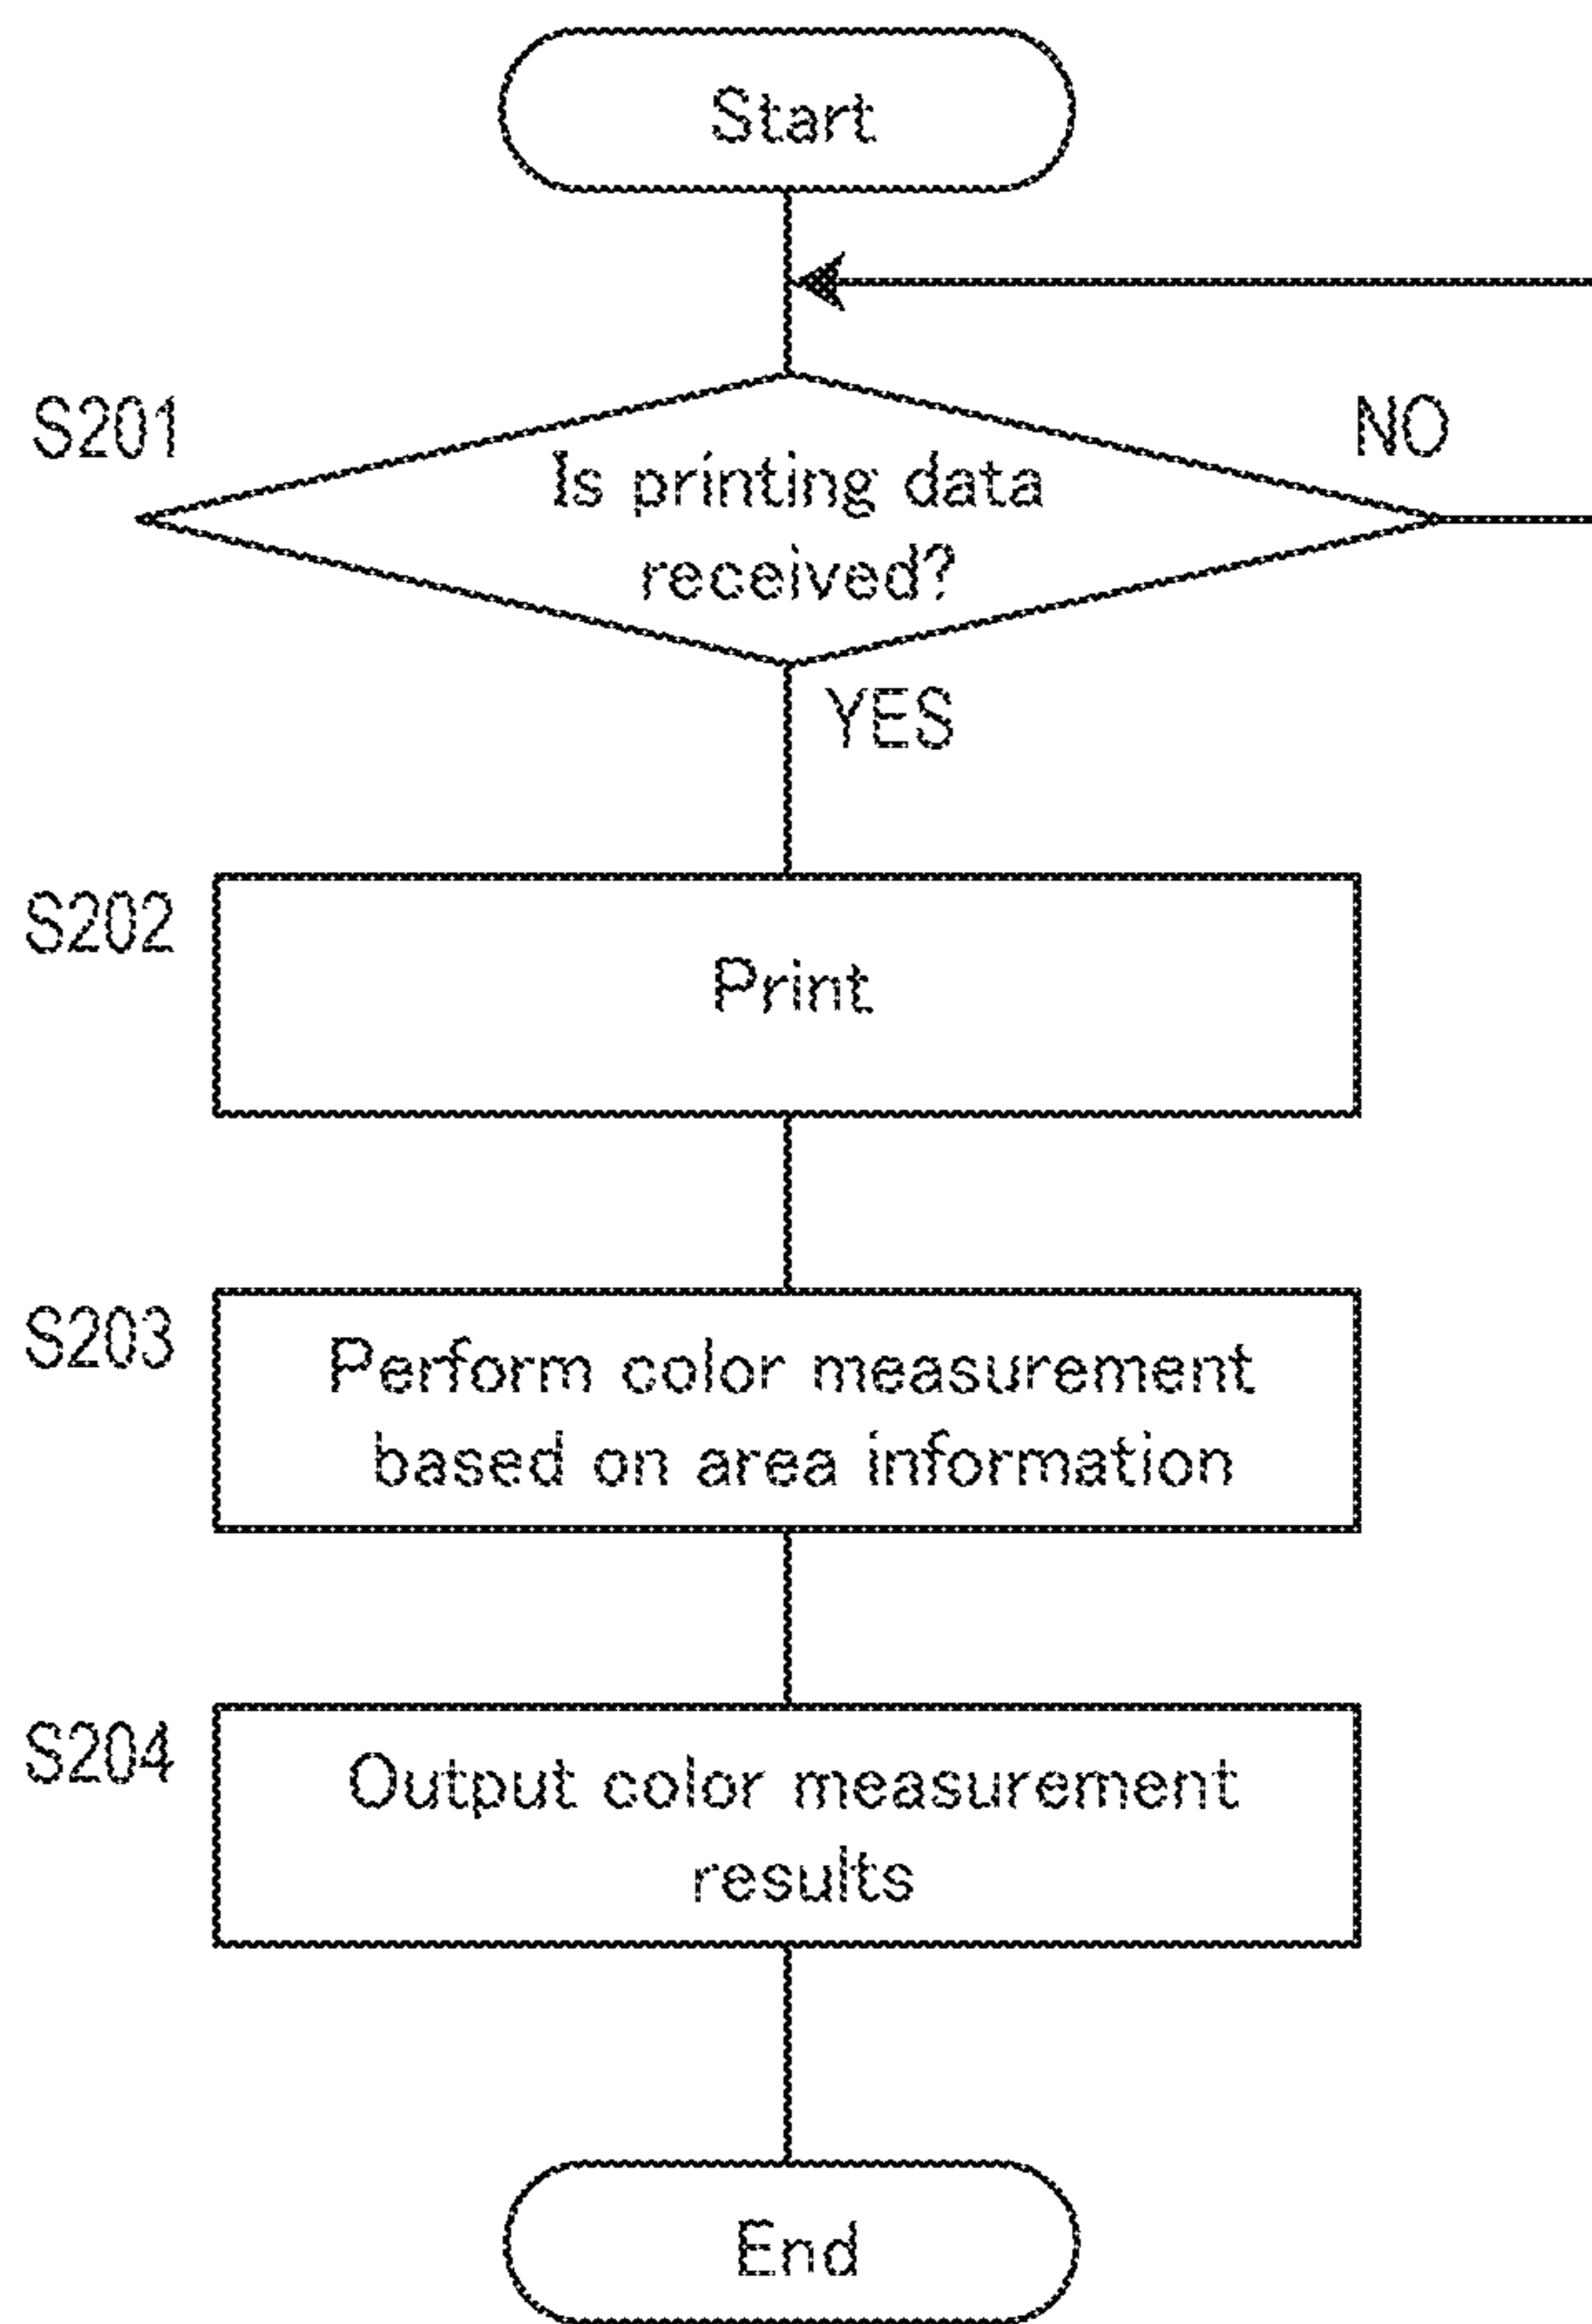 Start
S201
NO
Is printing data
received?
YES
S202
Print
S203
Perform color measurement
based on area information
S204
Output color measurement
results
End